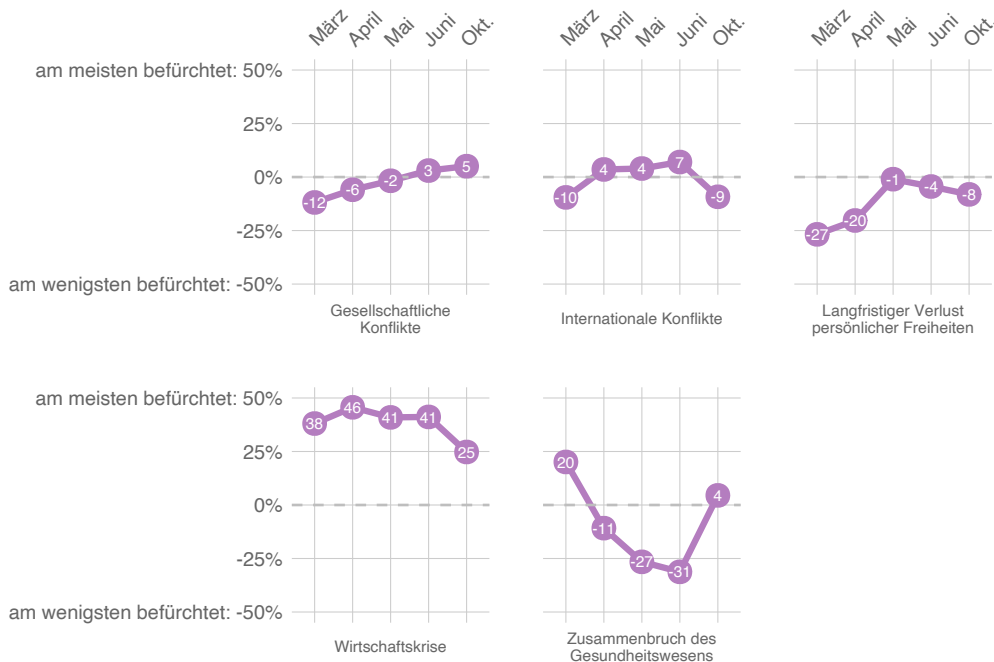 März April Mai Juni Okt. März April Mai Juni Okt. März April Mai Juni Okt.
am meisten befürchtet: 50%
25%
0%
-25%
am wenigsten befürchtet: -50%
-12 -6 -2 3 5
-10 4 4 7 -9
-27 -20 -1 -4 -8
Gesellschaftliche
Konflikte
Internationale Konflikte
Langfristiger Verlust
persönlicher Freiheiten
am meisten befürchtet: 50%
25%
0%
-25%
am wenigsten befürchtet: -50%
38 46 41 41 25
20 -11 -27 -31 4
Wirtschaftskrise
Zusammenbruch des
Gesundheitswesens